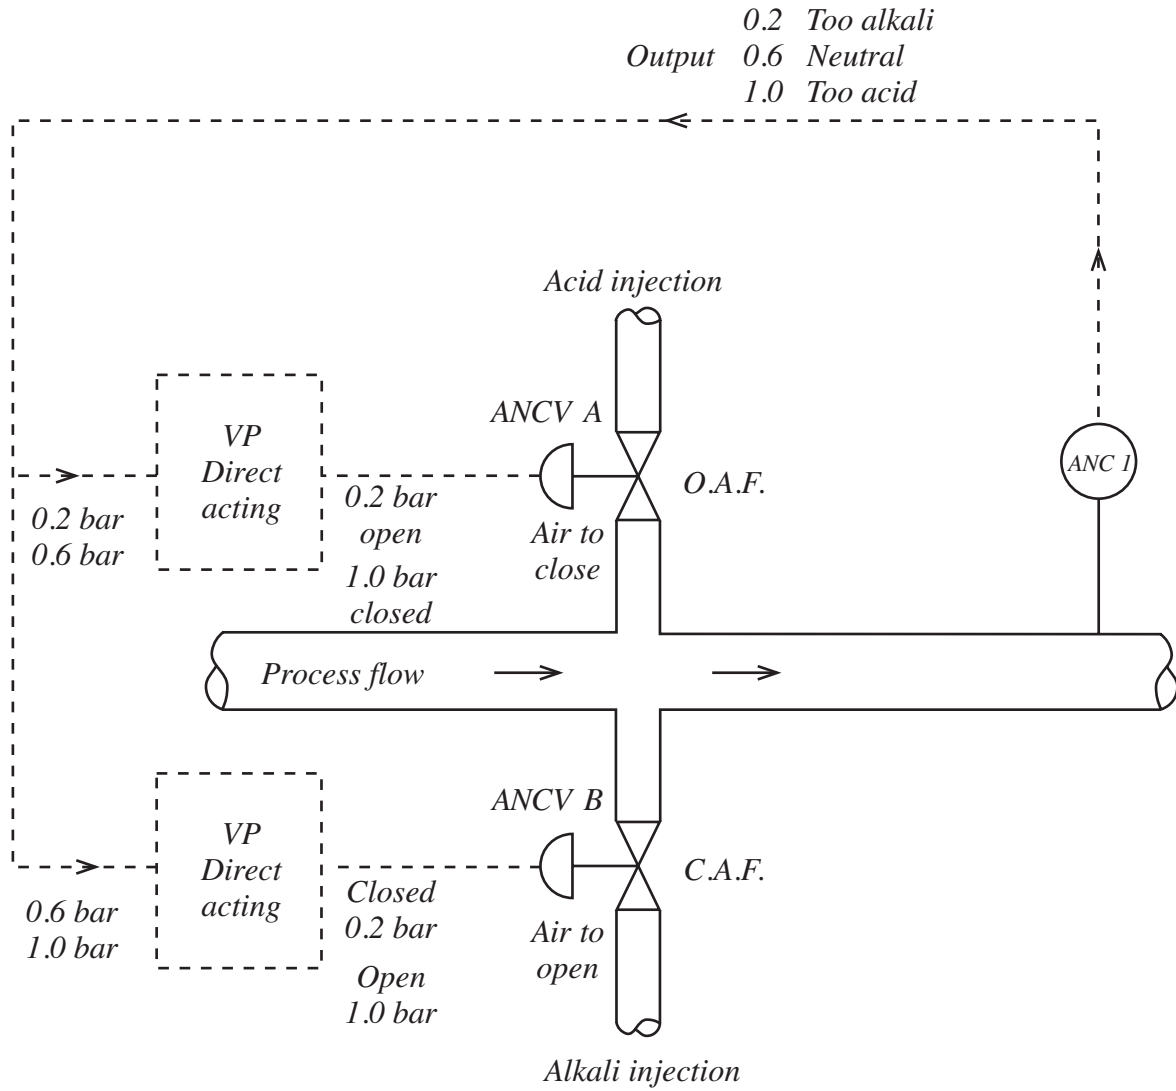 0.2 Too alkali
Output 0.6 Neutral
1.0 Too acid
Acid injection
ANCV A
VP
Direct
acting
0.2 bar
0.6 bar
0.2 bar
open
1.0 bar
closed
Air to
close
O.A.F.
ANC 1
Process flow
ANCV B
VP
Direct
acting
0.6 bar
1.0 bar
Closed
0.2 bar
Open
1.0 bar
Air to
open
C.A.F.
Alkali injection